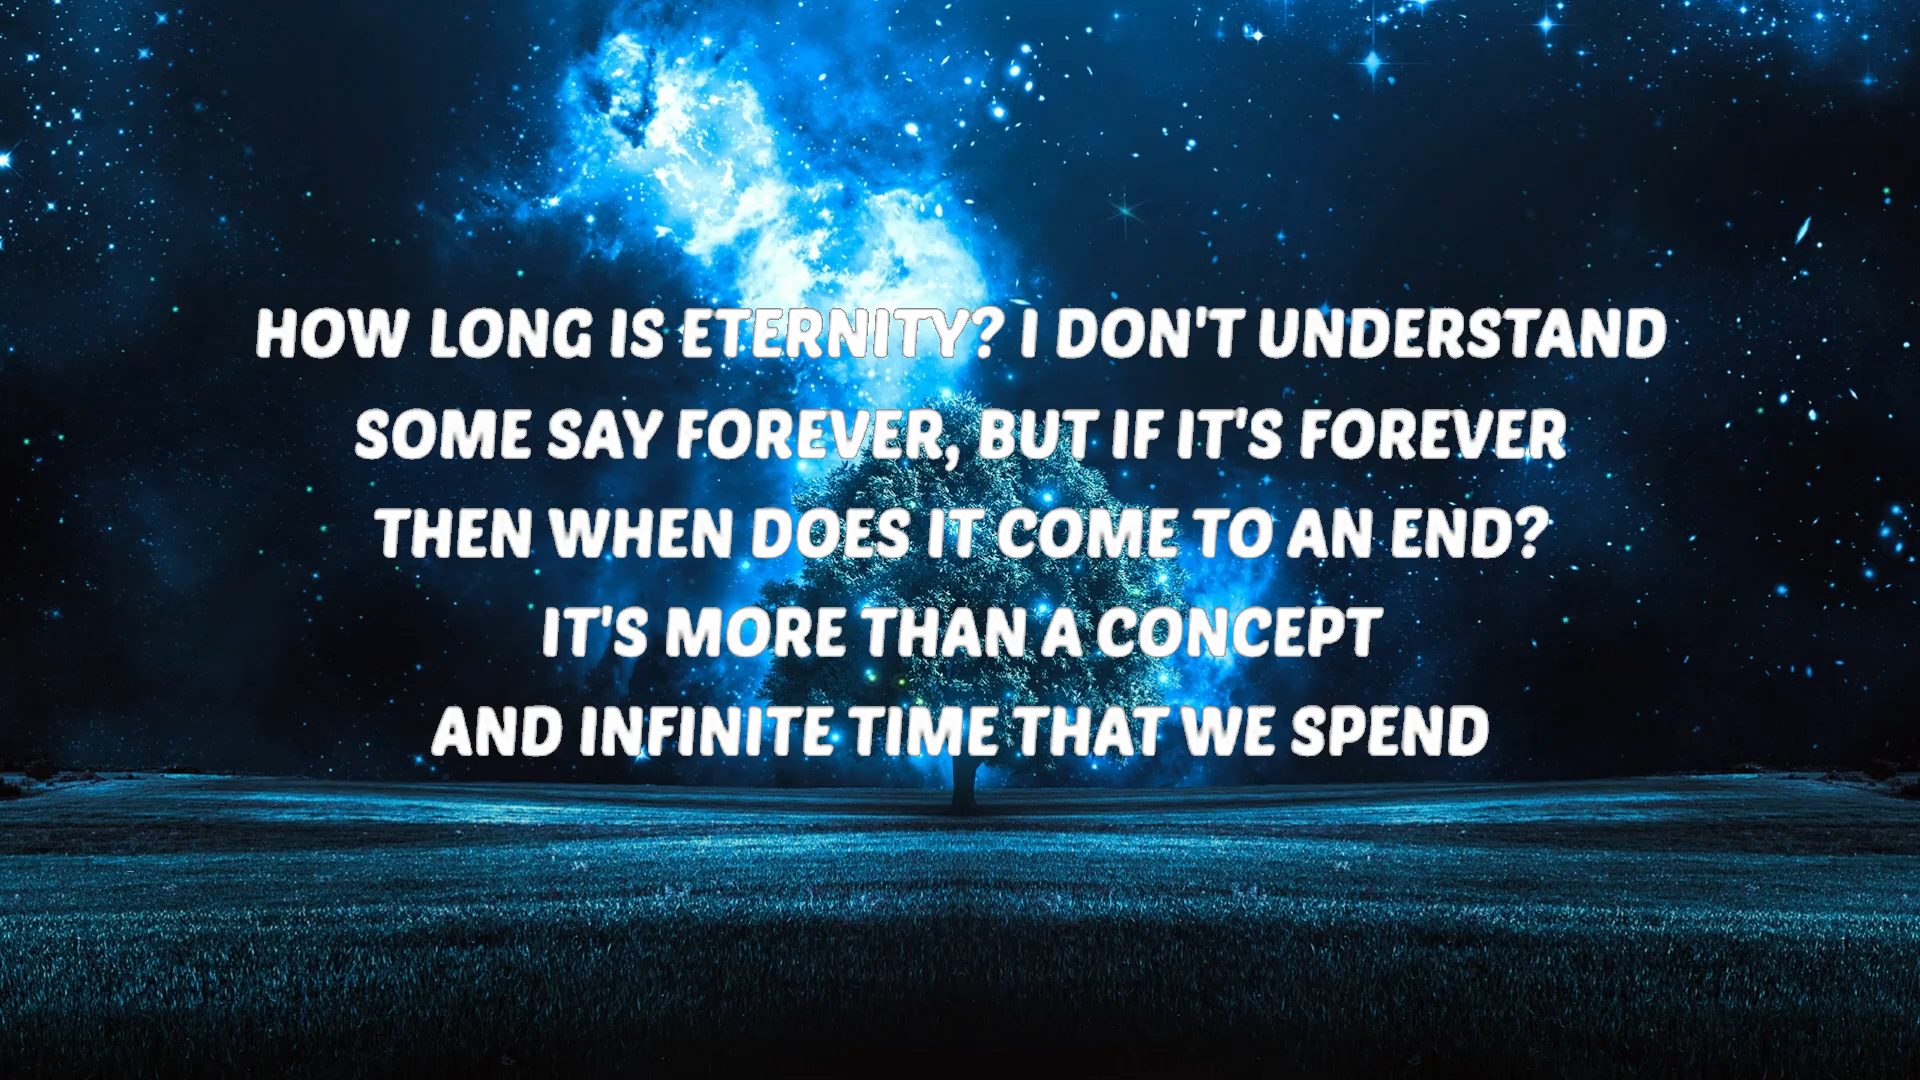 HOW LONG IS ETERNITY? I DON'T UNDERSTAND
SOME SAY FOREVER, BUT IF IT'S FOREVER
THEN WHEN DOES IT COME TO AN END?
IT'S MORE THAN A CONCEPT
AND INFINITE TIME THAT WE SPEND